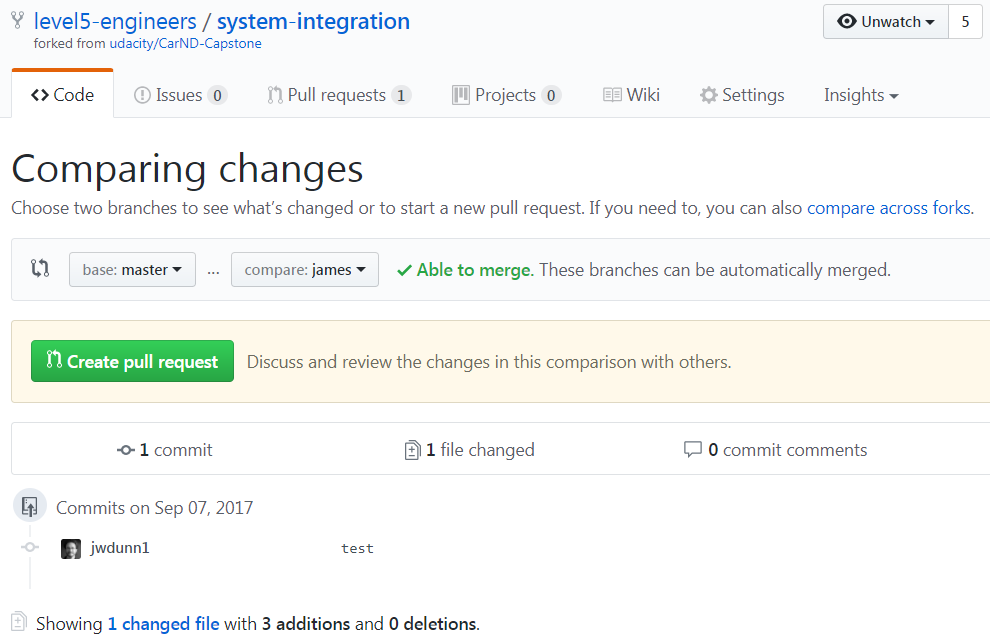 level5-engineers / system-integration
Unwatch 5
forked from udacity/CarND-Capstone
Code Issues 0 Pull requests 1 Projects 0 Wiki Settings Insights
Comparing changes
Choose two branches to see what's changed or to start a new pull request. If you need to, you can also compare across forks.
base: master ... compare: james Able to merge. These branches can be automatically merged.
Create pull request Discuss and review the changes in this comparison with others.
1 commit 1 file changed 0 commit comments
Commits on Sep 07, 2017
jwdunn1 test
Showing 1 changed file with 3 additions and 0 deletions.